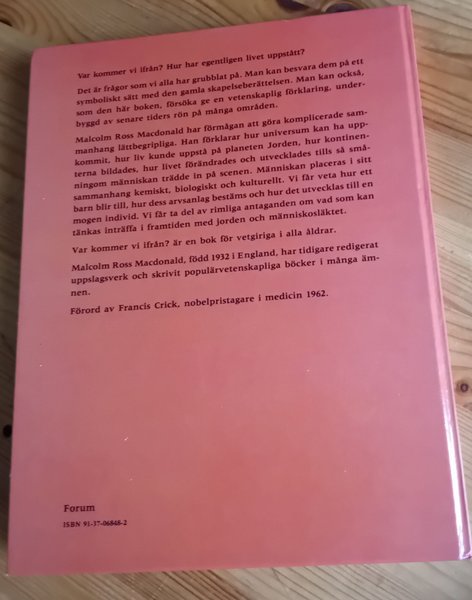 Var kommer vi ifrån? Hur har egentligen livet uppstått?
Det är frågor som vi alla har grubblat på. Man kan besvara dem på ett
symboliskt sätt med den gamla skapelseberättelsen. Man kan också,
som den här boken, försöka ge en vetenskaplig förklaring, under-
byggd av senare tiders rön på många områden.
Malcolm Ross Macdonald har förmågan att göra komplicerade sam-
manhang lättbegripliga. Han förklarar hur universum kan ha upp-
kommit, hur liv kunde uppstå på planeten Jorden, hur kontinen-
terna bildades, hur livet förändrades och utvecklades tills så små-
ningom människan trädde in på scenen. Människan placeras i sitt
sammanhang kemiskt, biologiskt och kulturellt. Vi får veta hur ett
barn blir till, hur dess arvsanlag bestäms och hur det utvecklas till en
mogen individ. Vi får ta del av rimliga antaganden om vad som kan
tänkas inträffa i framtiden med jorden och människosläktet.
Var kommer vi ifrån? är en bok för vetgiriga i alla åldrar.
Malcolm Ross Macdonald, född 1932 i England, har tidigare redigerat
uppslagsverk och skrivit populärvetenskapliga böcker i många äm-
nen.
Förord av Francis Crick, nobelpristagare i medicin 1962.
Forum
ISBN 91-37-06848-2